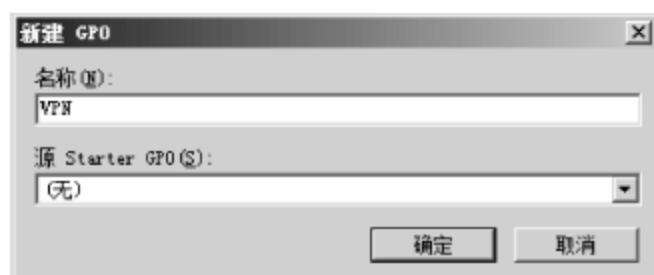 新建 GPO
名称(N):
VPN
源 Starter GPO(S):
(无)
确定
取消